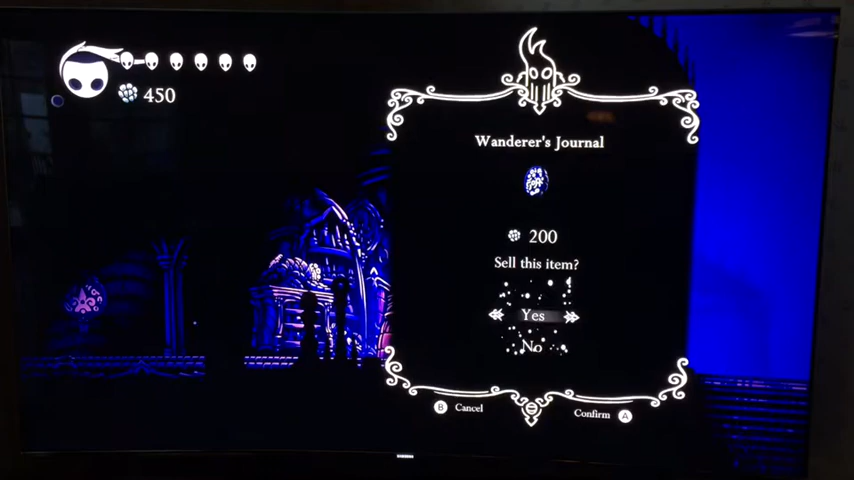 450
Wanderer's Journal
200
Sell this item?
Yes
No
B Cancel
Confirm A